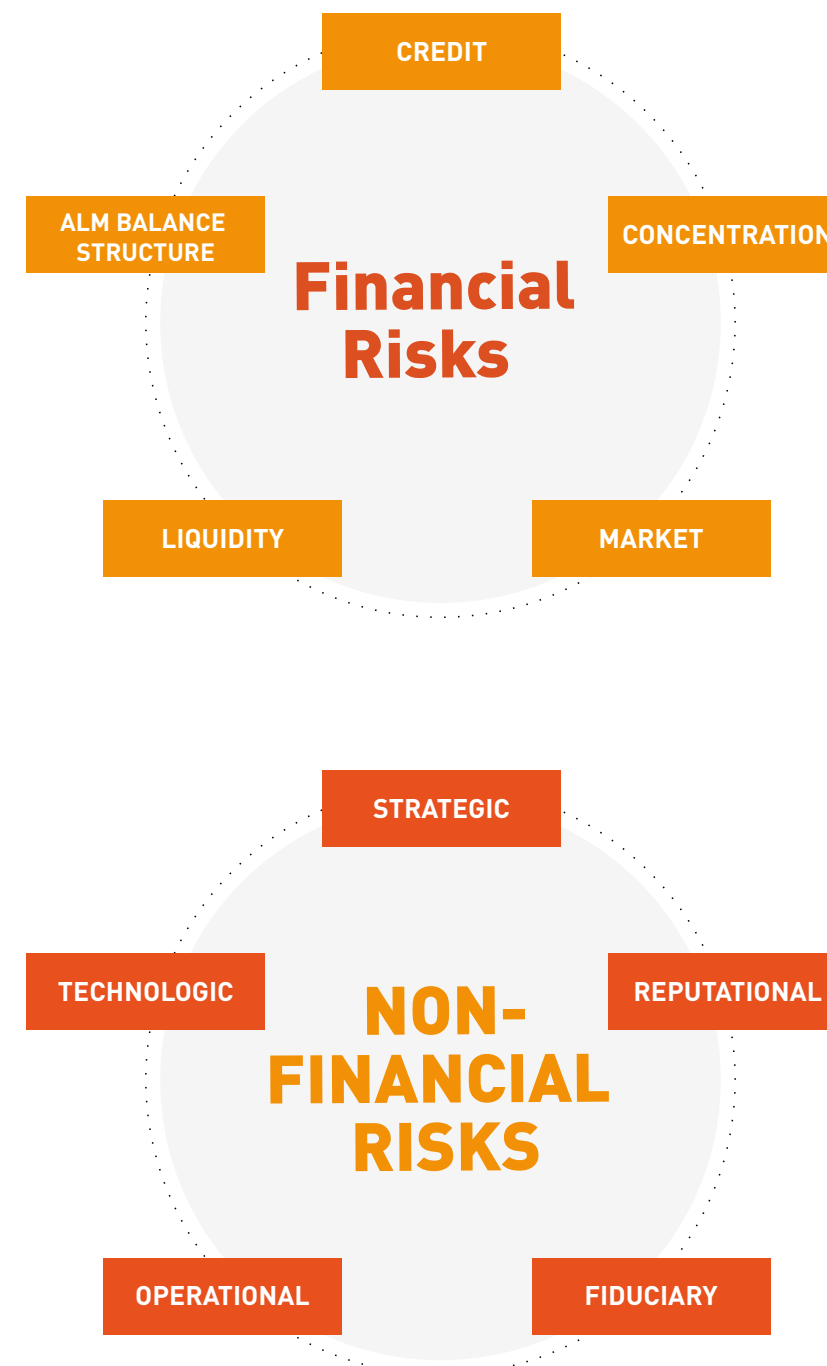 CREDIT
ALM BALANCE
STRUCTURE
CONCENTRATION
Financial
Risks
LIQUIDITY
MARKET
STRATEGIC
TECHNOLOGIC
REPUTATIONAL
NON-
FINANCIAL
RISKS
OPERATIONAL
FIDUCIARY